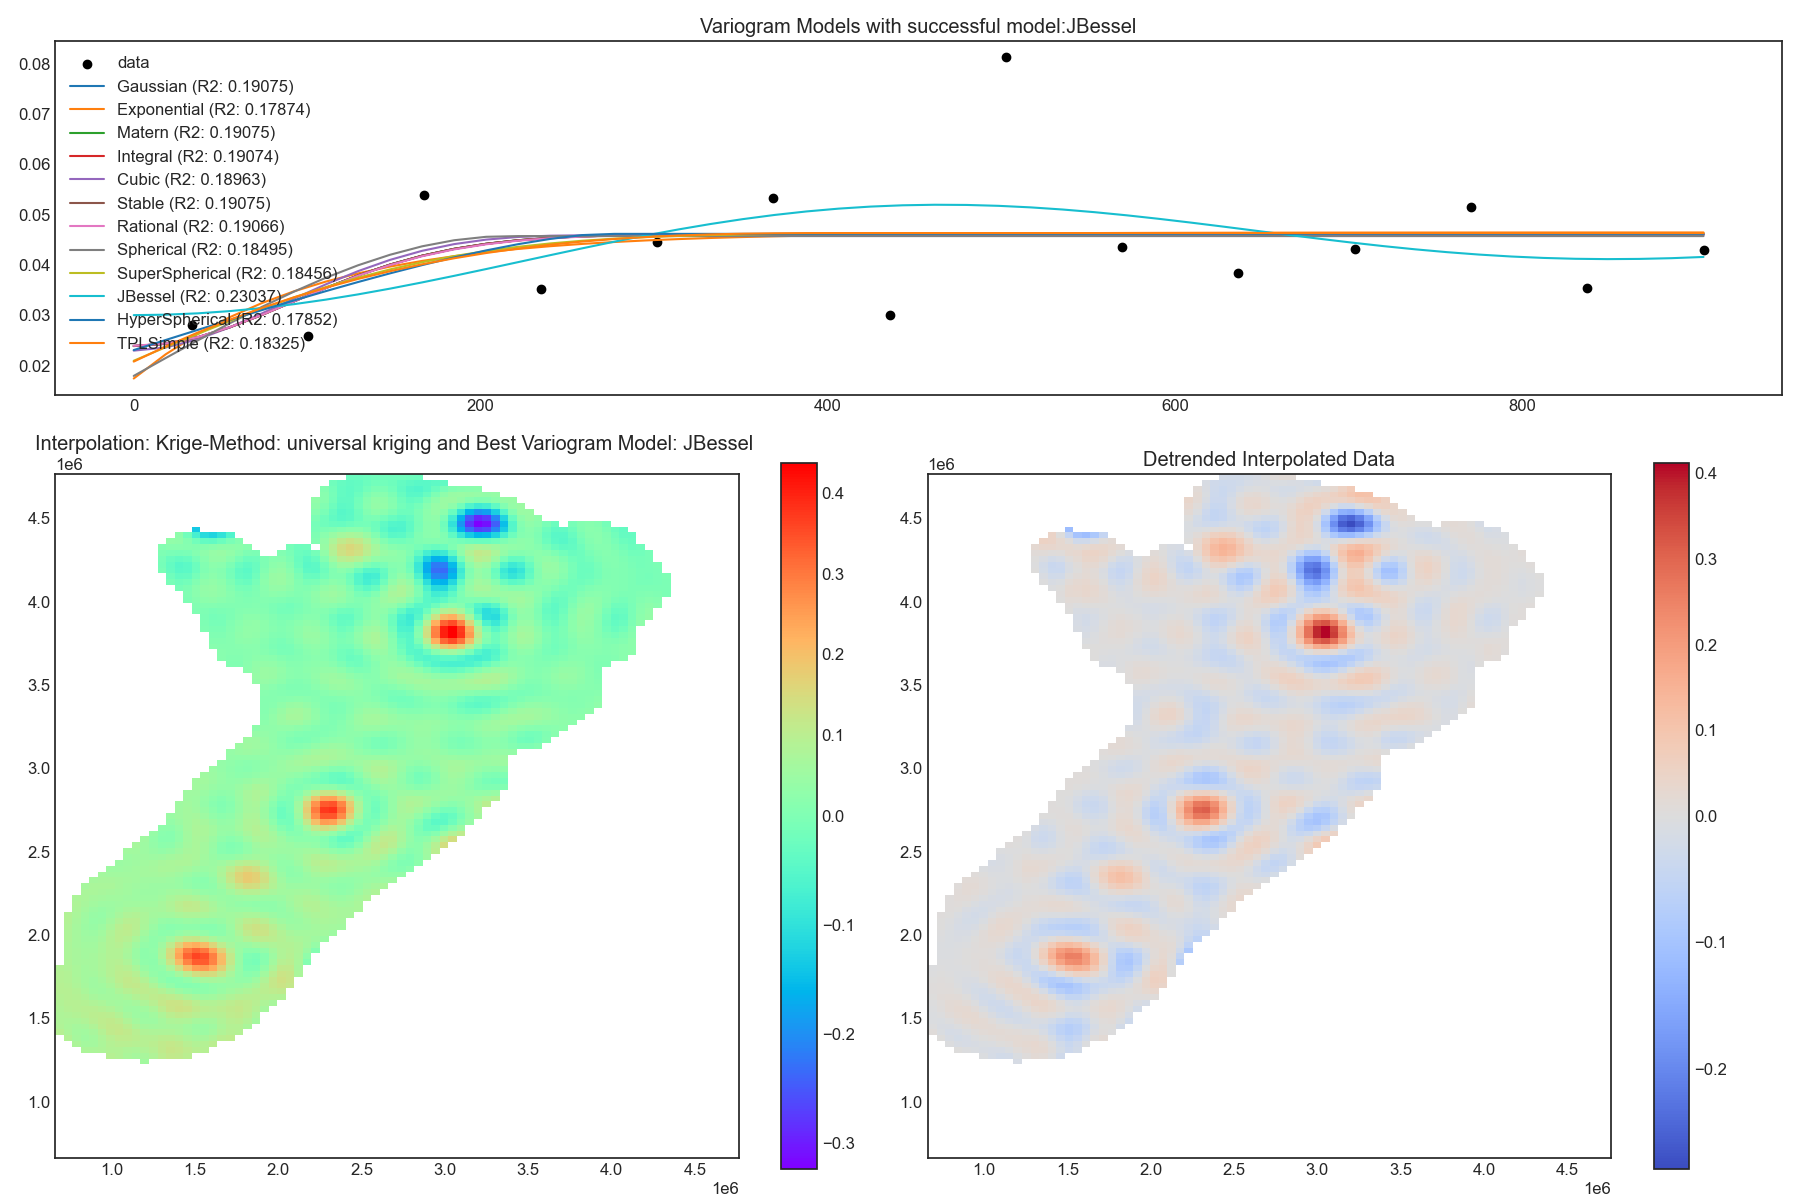 Variogram Models with successful model:JBessel
0.08
0.07
0.06
0.05
0.04
0.03
0.02
data
Gaussian (R2: 0.19075)
Exponential (R2: 0.17874)
Matern (R2: 0.19075)
Integral (R2: 0.19074)
Cubic (R2: 0.18963)
Stable (R2: 0.19075)
Rational (R2: 0.19066)
Spherical (R2: 0.18495)
SuperSpherical (R2: 0.18456)
JBessel (R2: 0.23037)
HyperSpherical (R2: 0.17852)
TPLSimple (R2: 0.18325)
0 200 400 600 800
Interpolation: Krige-Method: universal kriging and Best Variogram Model: JBessel
1e6
4.5
4.0
3.5
3.0
2.5
2.0
1.5
1.0
1.0 1.5 2.0 2.5 3.0 3.5 4.0 4.5
1e6
0.4
0.3
0.2
0.1
0.0
−0.1
−0.2
−0.3
Detrended Interpolated Data
1e6
4.5
4.0
3.5
3.0
2.5
2.0
1.5
1.0
1.0 1.5 2.0 2.5 3.0 3.5 4.0 4.5
1e6
0.4
0.3
0.2
0.1
0.0
−0.1
−0.2